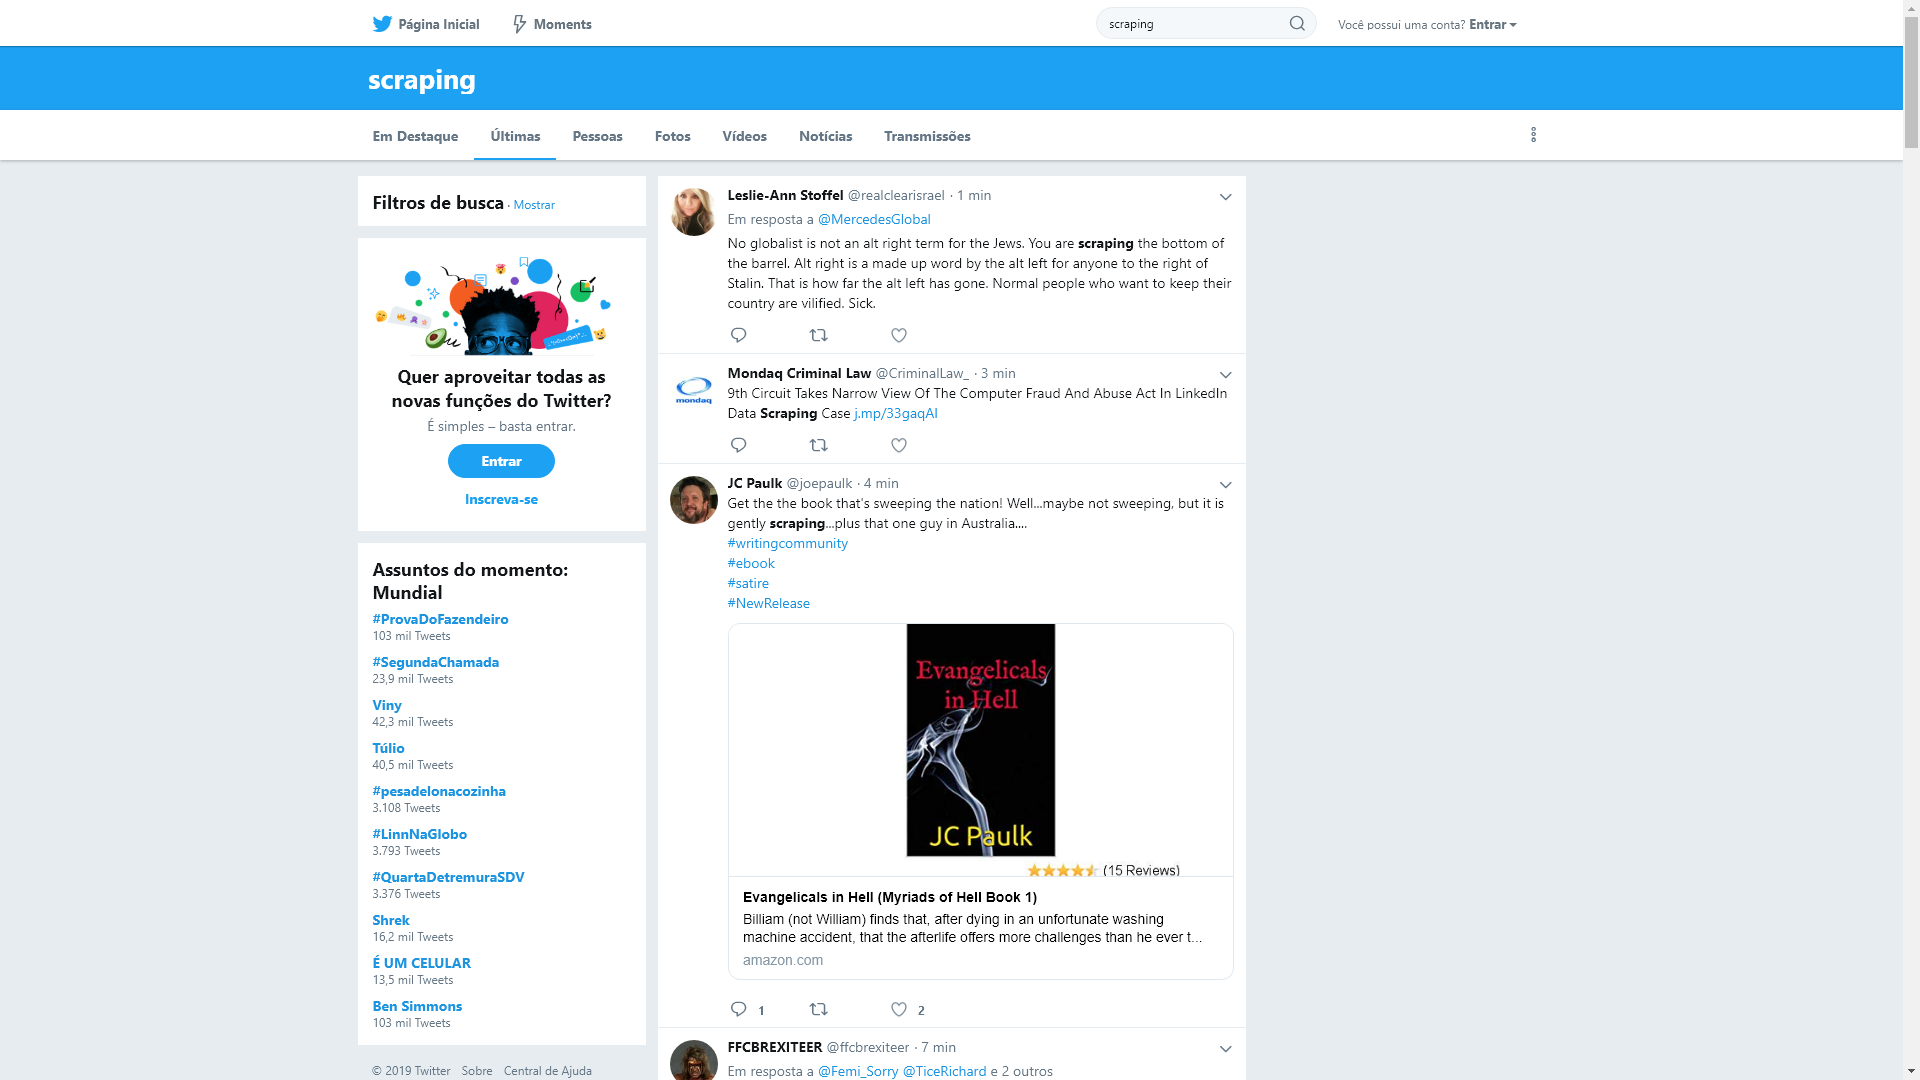 Página Inicial
Moments
scraping
Você possui uma conta? Entrar
scraping
Em Destaque
Últimas
Pessoas
Fotos
Vídeos
Notícias
Transmissões
Filtros de busca · Mostrar
Quer aproveitar todas as
novas funções do Twitter?
É simples – basta entrar.
Entrar
Inscreva-se
Assuntos do momento:
Mundial
#ProvaDoFazendeiro
103 mil Tweets
#SegundaChamada
23,9 mil Tweets
Viny
42,3 mil Tweets
Túlio
40,5 mil Tweets
#pesadelonacozinha
3.108 Tweets
#LinnNaGlobo
3.793 Tweets
#QuartaDetremuraSDV
3.376 Tweets
Shrek
16,2 mil Tweets
É UM CELULAR
13,5 mil Tweets
Ben Simmons
103 mil Tweets
© 2019 Twitter Sobre Central de Ajuda
Leslie-Ann Stoffel @realclearisrael · 1 min
Em resposta a @MercedesGlobal
No globalist is not an alt right term for the Jews. You are scraping the bottom of
the barrel. Alt right is a made up word by the alt left for anyone to the right of
Stalin. That is how far the alt left has gone. Normal people who want to keep their
country are vilified. Sick.
mondaq
Mondaq Criminal Law @CriminalLaw_ · 3 min
9th Circuit Takes Narrow View Of The Computer Fraud And Abuse Act In LinkedIn
Data Scraping Case j.mp/33gaqAI
JC Paulk @joepaulk · 4 min
Get the the book that's sweeping the nation! Well...maybe not sweeping, but it is
gently scraping...plus that one guy in Australia....
#writingcommunity
#ebook
#satire
#NewRelease
Evangelicals
in Hell
JC Paulk
(15 Reviews)
Evangelicals in Hell (Myriads of Hell Book 1)
Billiam (not William) finds that, after dying in an unfortunate washing
machine accident, that the afterlife offers more challenges than he ever t...
amazon.com
1
2
FFCBREXITEER @ffcbrexiteer · 7 min
Em resposta a @Femi_Sorry @TiceRichard e 2 outros